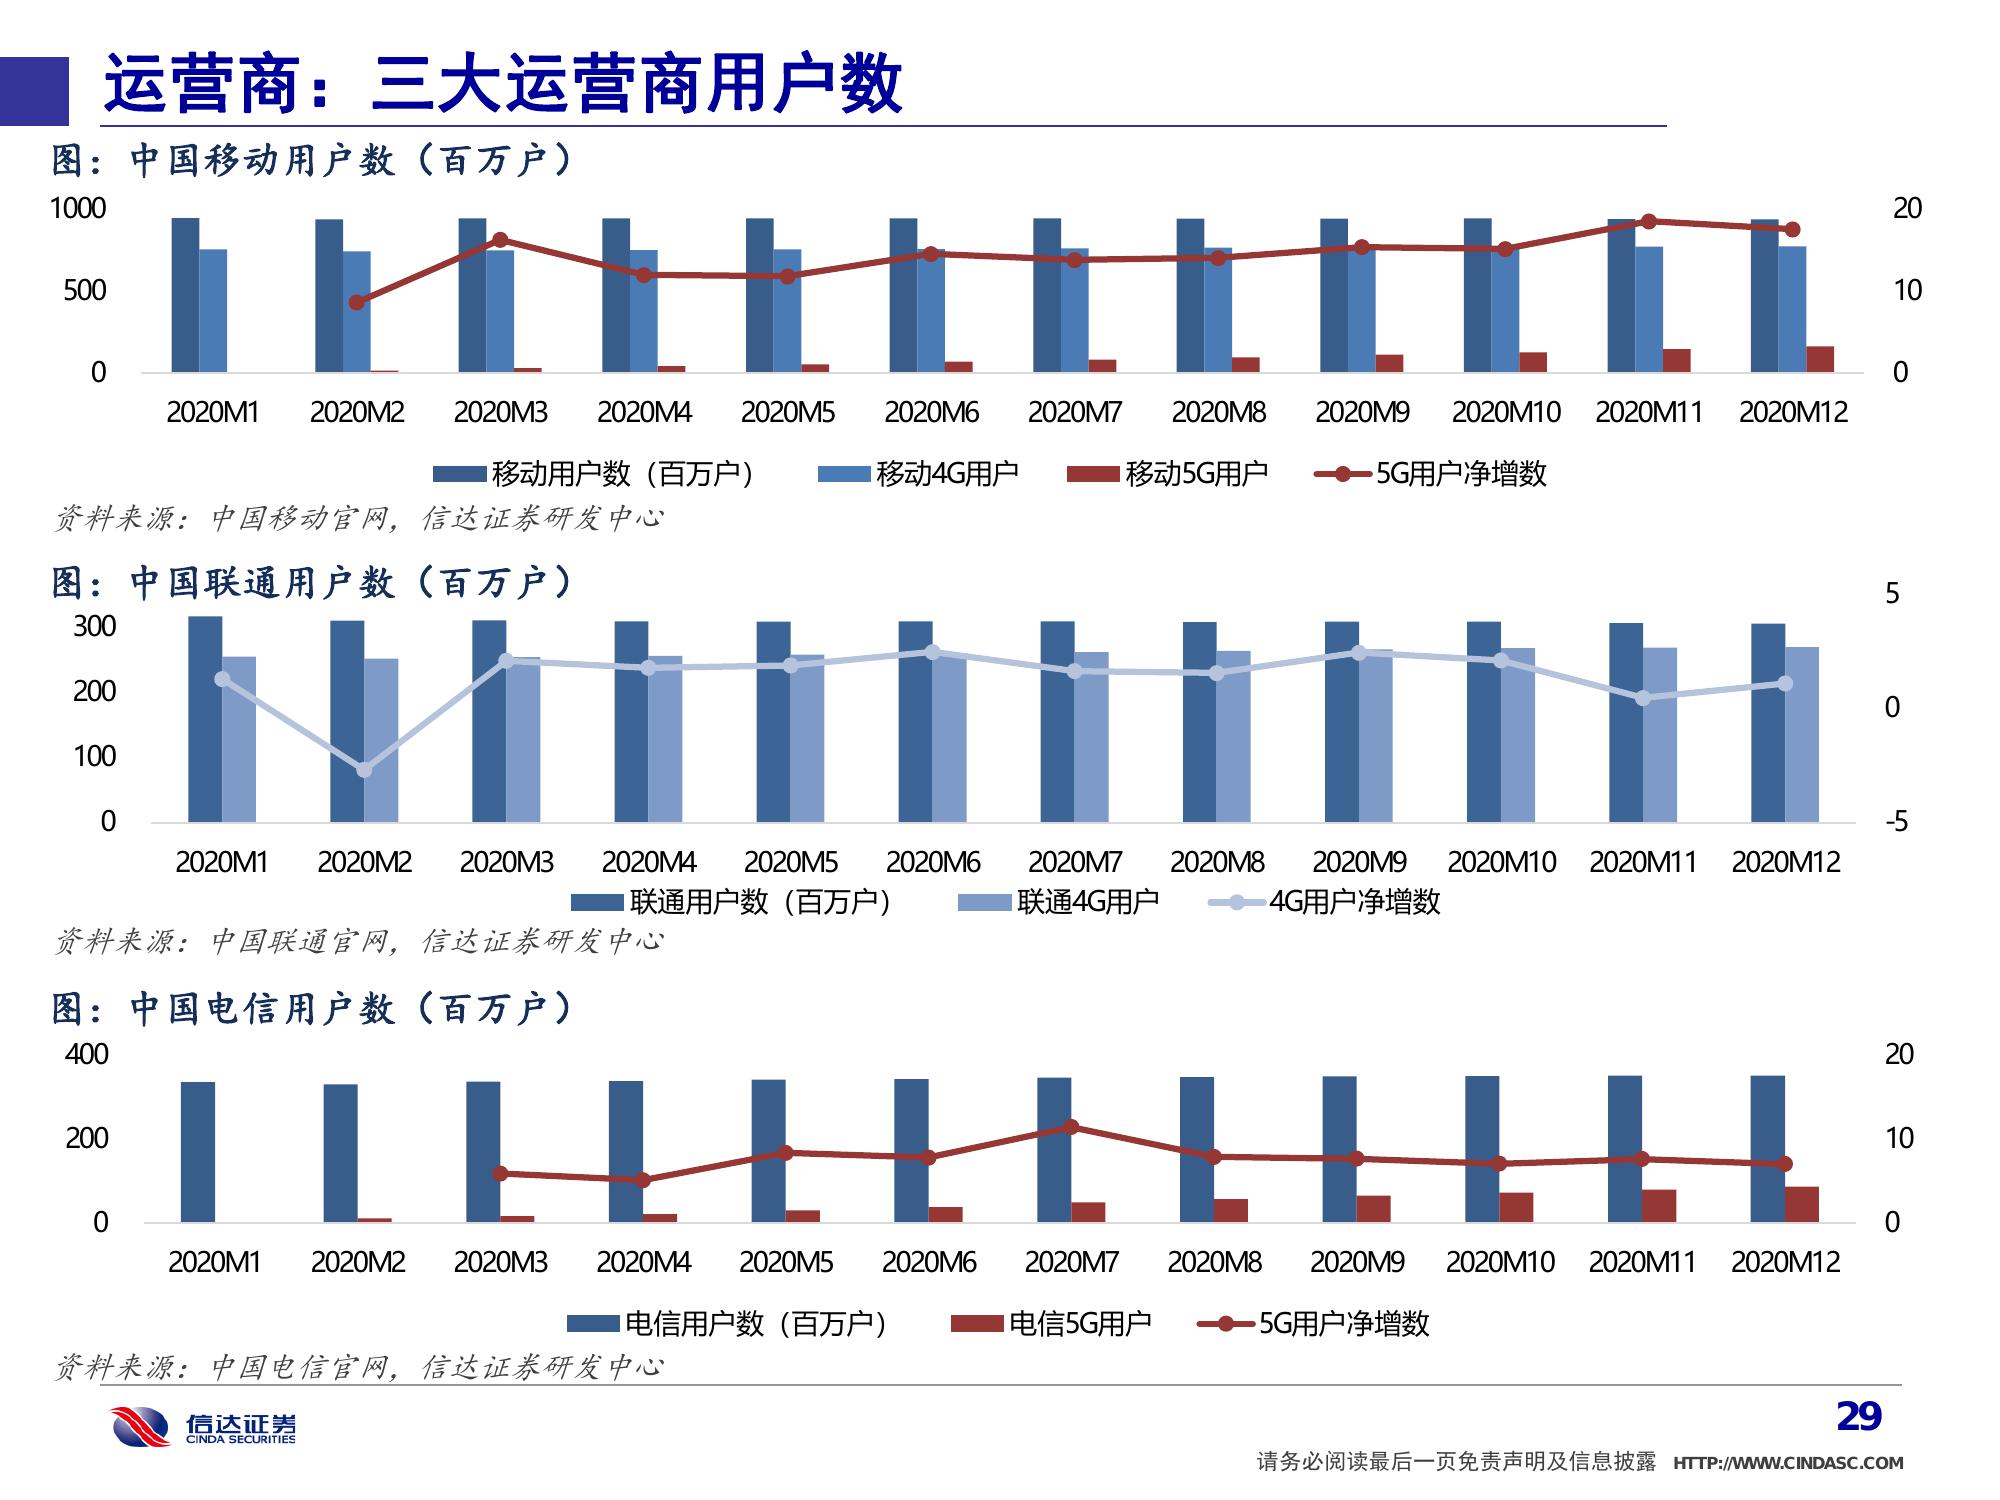 运营商：三大运营商用户数
图：中国移动用户数（百万户）
1000
500
0
20
10
0
2020M1 2020M2 2020M3 2020M4 2020M5 2020M6 2020M7 2020M8 2020M9 2020M10 2020M11 2020M12
移动用户数（百万户） 移动4G用户 移动5G用户 5G用户净增数
资料来源：中国移动官网，信达证券研发中心
图：中国联通用户数（百万户）
300
200
100
0
5
0
-5
2020M1 2020M2 2020M3 2020M4 2020M5 2020M6 2020M7 2020M8 2020M9 2020M10 2020M11 2020M12
联通用户数（百万户） 联通4G用户 4G用户净增数
资料来源：中国联通官网，信达证券研发中心
图：中国电信用户数（百万户）
400
200
0
20
10
0
2020M1 2020M2 2020M3 2020M4 2020M5 2020M6 2020M7 2020M8 2020M9 2020M10 2020M11 2020M12
电信用户数（百万户） 电信5G用户 5G用户净增数
资料来源：中国电信官网，信达证券研发中心
信达证券
CINDA SECURITIES
29
请务必阅读最后一页免责声明及信息披露 HTTP://WWW.CINDASC.COM